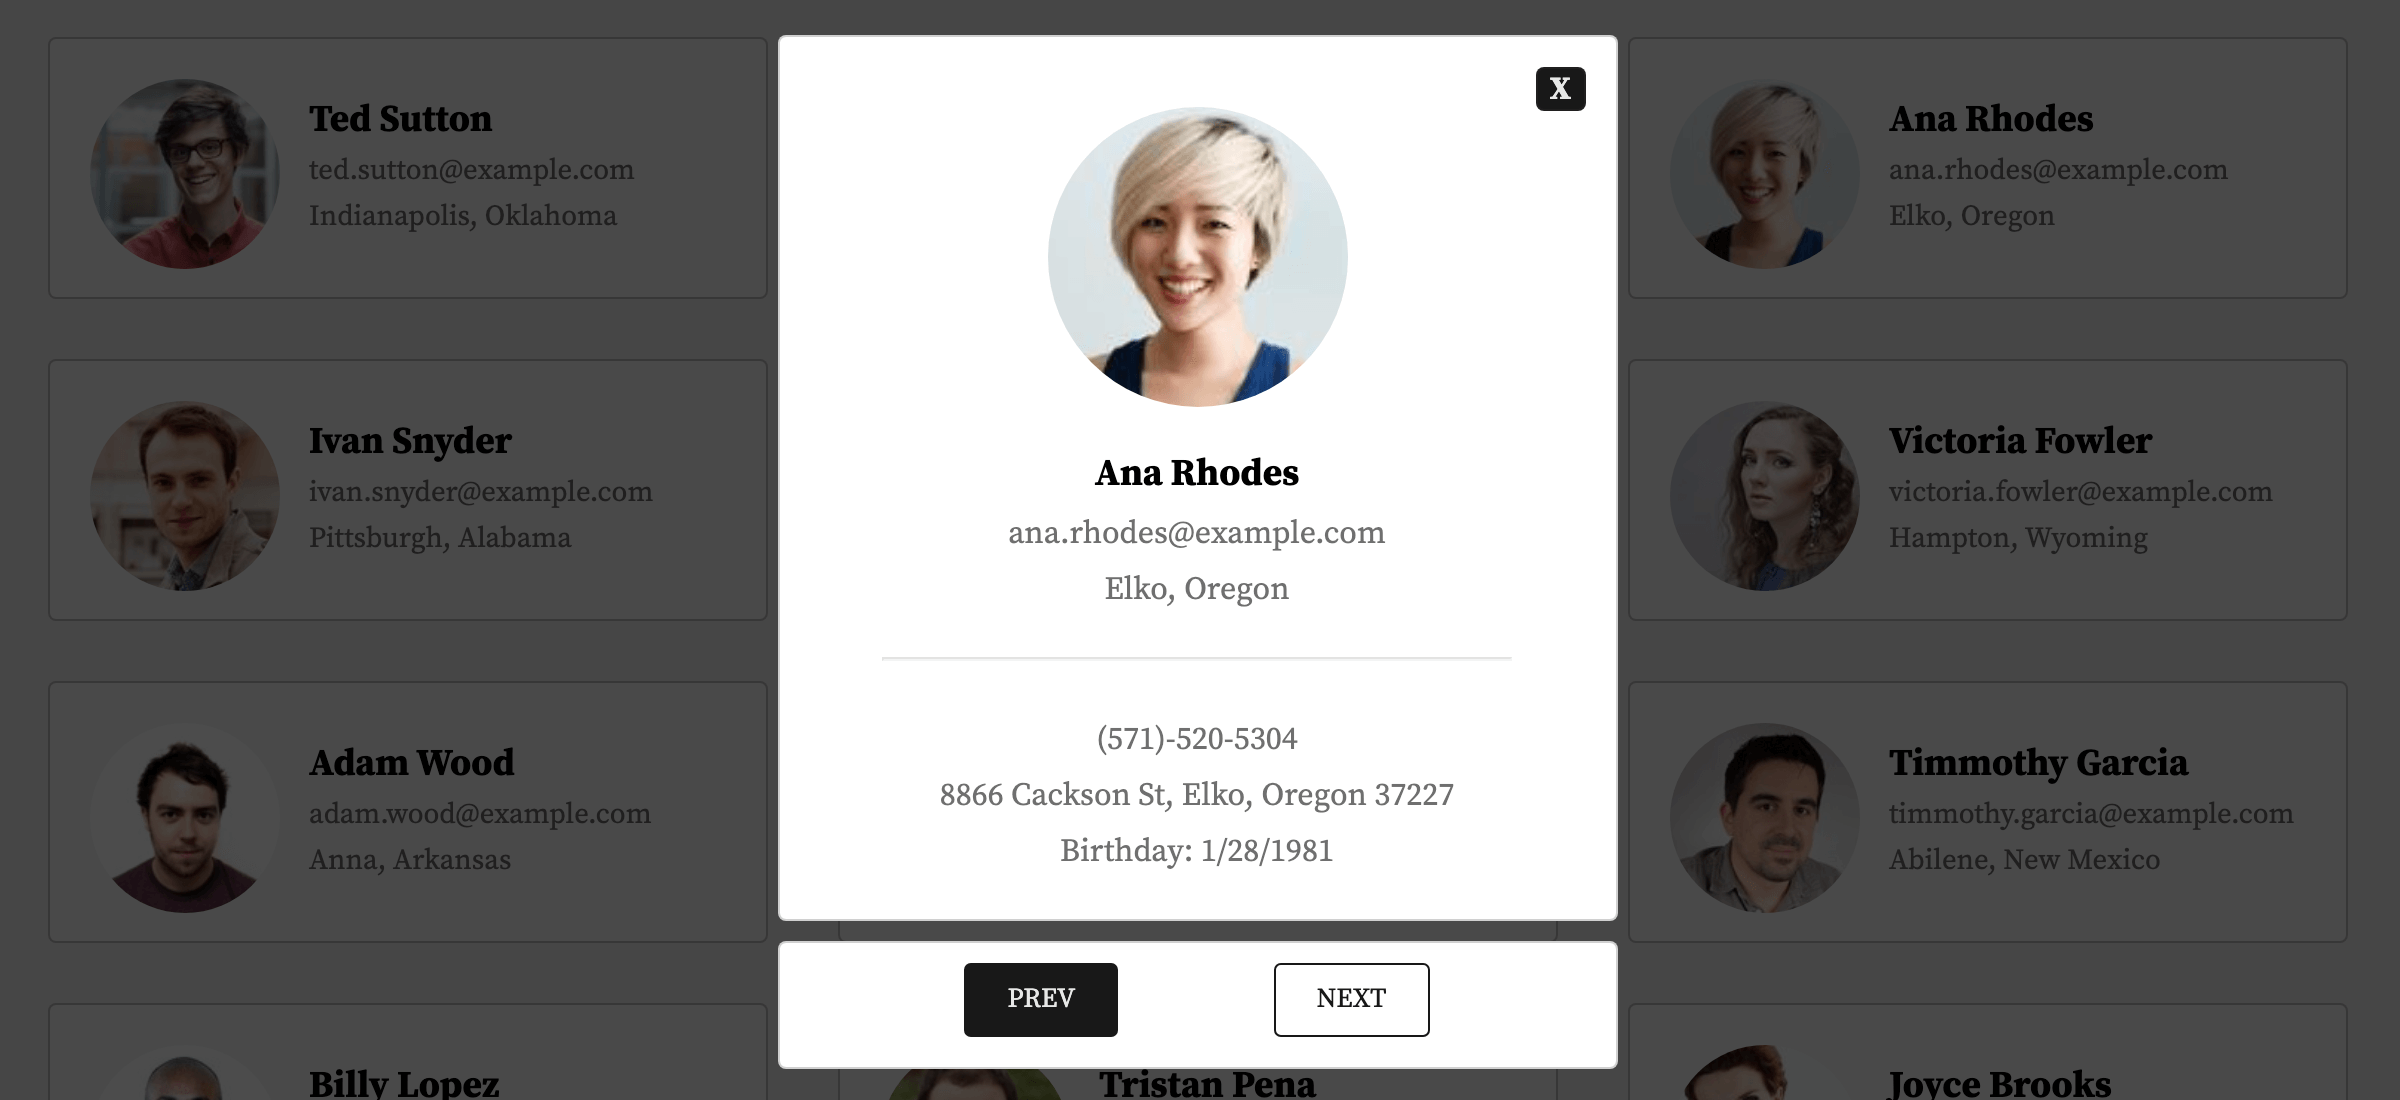 Ted Sutton
ted.sutton@example.com
Indianapolis, Oklahoma
Ivan Snyder
ivan.snyder@example.com
Pittsburgh, Alabama
Adam Wood
adam.wood@example.com
Anna, Arkansas
Billy Lopez
X
Ana Rhodes
ana.rhodes@example.com
Elko, Oregon
(571)-520-5304
8866 Cackson St, Elko, Oregon 37227
Birthday: 1/28/1981
PREV
NEXT
Tristan Pena
Ana Rhodes
ana.rhodes@example.com
Elko, Oregon
Victoria Fowler
victoria.fowler@example.com
Hampton, Wyoming
Timmothy Garcia
timmothy.garcia@example.com
Abilene, New Mexico
Joyce Brooks